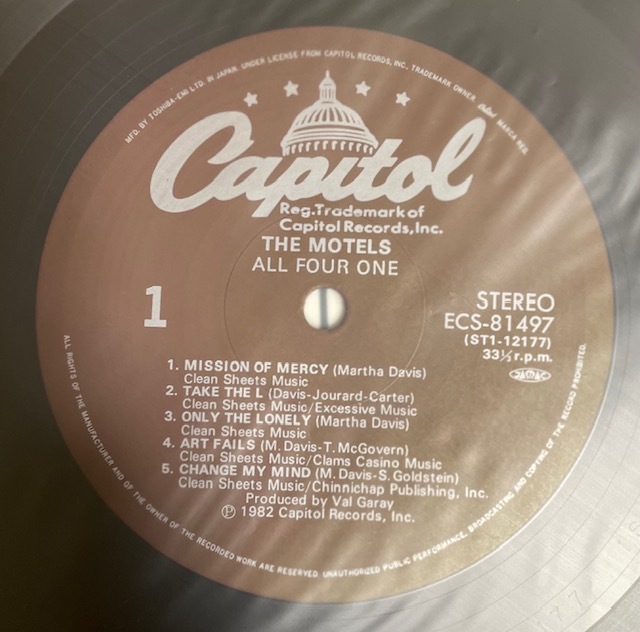 MFD. BY TOSHIBA-EMI LTD. IN JAPAN. UNDER LICENSE FROM CAPITOL RECORDS, INC., TRADEMARK OWNER. Capitol MARCA REG.
Capitol
Reg.Trademark of
Capitol Records,Inc.
THE MOTELS
ALL FOUR ONE
1
STEREO
ECS-81497
(ST1-12177)
33⅓r.p.m.
1. MISSION OF MERCY (Martha Davis)
Clean Sheets Music
2. TAKE THE L (Davis-Jourard-Carter)
Clean Sheets Music/Excessive Music
3. ONLY THE LONELY (Martha Davis)
Clean Sheets Music
4. ART FAILS (M. Davis-T. McGovern)
Clean Sheets Music/Clams Casino Music
5. CHANGE MY MIND (M. Davis-S. Goldstein)
Clean Sheets Music/Chinnichap Publishing, Inc.
Produced by Val Garay
℗ 1982 Capitol Records, Inc.
ALL RIGHTS OF THE MANUFACTURER AND OF THE OWNER OF THE RECORDED WORK ARE RESERVED. UNAUTHORIZED PUBLIC PERFORMANCE, BROADCASTING AND COPYING OF THE RECORD PROHIBITED.